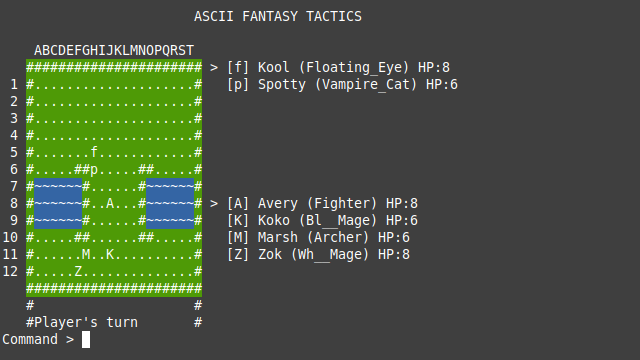 ASCII FANTASY TACTICS
ABCDEFGHIJKLMNOPQRST
###################### > [f] Kool (Floating_Eye) HP:8
1 #....................# [p] Spotty (Vampire_Cat) HP:6
2 #....................#
3 #....................#
4 #....................#
5 #.......f............#
6 #.....##p.....##.....#
7 #~~~~~~#......#~~~~~~#
8 #~~~~~~#..A...#~~~~~~# > [A] Avery (Fighter) HP:8
9 #~~~~~~#......#~~~~~~# [K] Koko (Bl__Mage) HP:6
10 #.....##......##.....# [M] Marsh (Archer) HP:6
11 #......M..K..........# [Z] Zok (Wh__Mage) HP:8
12 #.....Z..............#
######################
# #
#Player's turn #
Command >